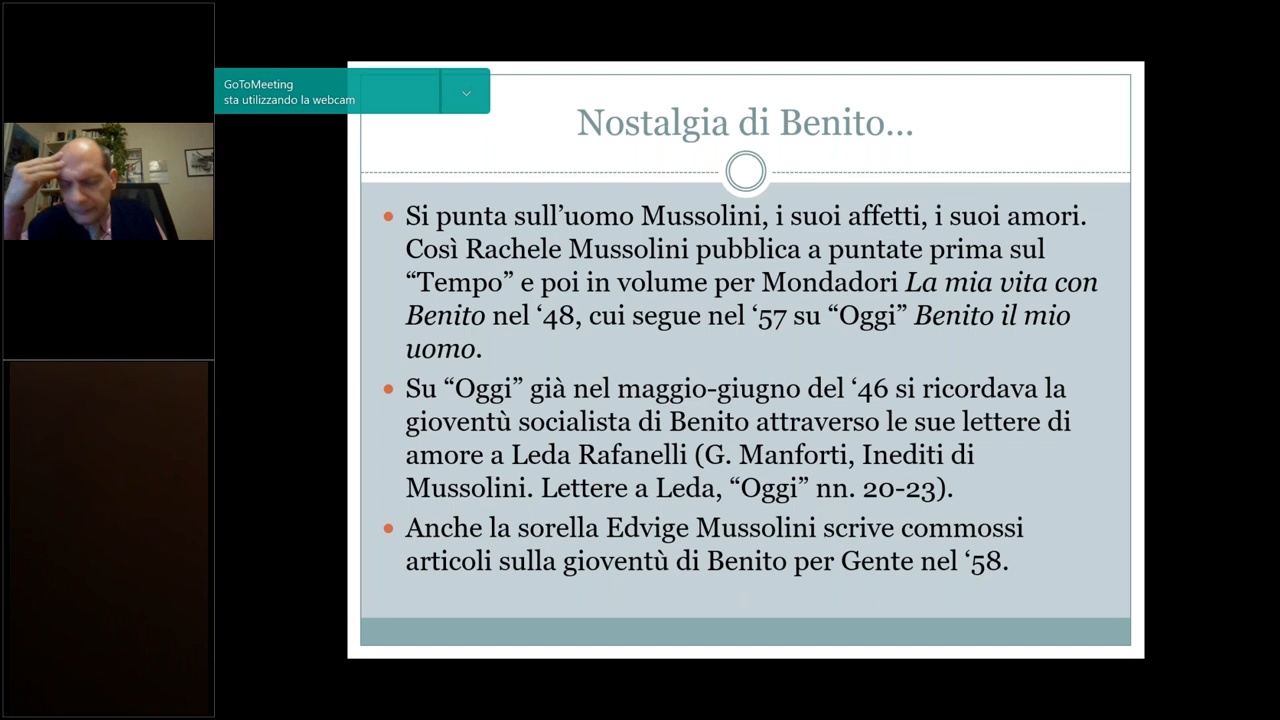 GoToMeeting
sta utilizzando la webcam
Nostalgia di Benito...
Si punta sull’uomo Mussolini, i suoi affetti, i suoi amori.
Così Rachele Mussolini pubblica a puntate prima sul
“Tempo” e poi in volume per Mondadori La mia vita con
Benito nel ‘48, cui segue nel ‘57 su “Oggi” Benito il mio
uomo.
Su “Oggi” già nel maggio-giugno del ‘46 si ricordava la
gioventù socialista di Benito attraverso le sue lettere di
amore a Leda Rafanelli (G. Manforti, Inediti di
Mussolini. Lettere a Leda, “Oggi” nn. 20-23).
Anche la sorella Edvige Mussolini scrive commossi
articoli sulla gioventù di Benito per Gente nel ‘58.